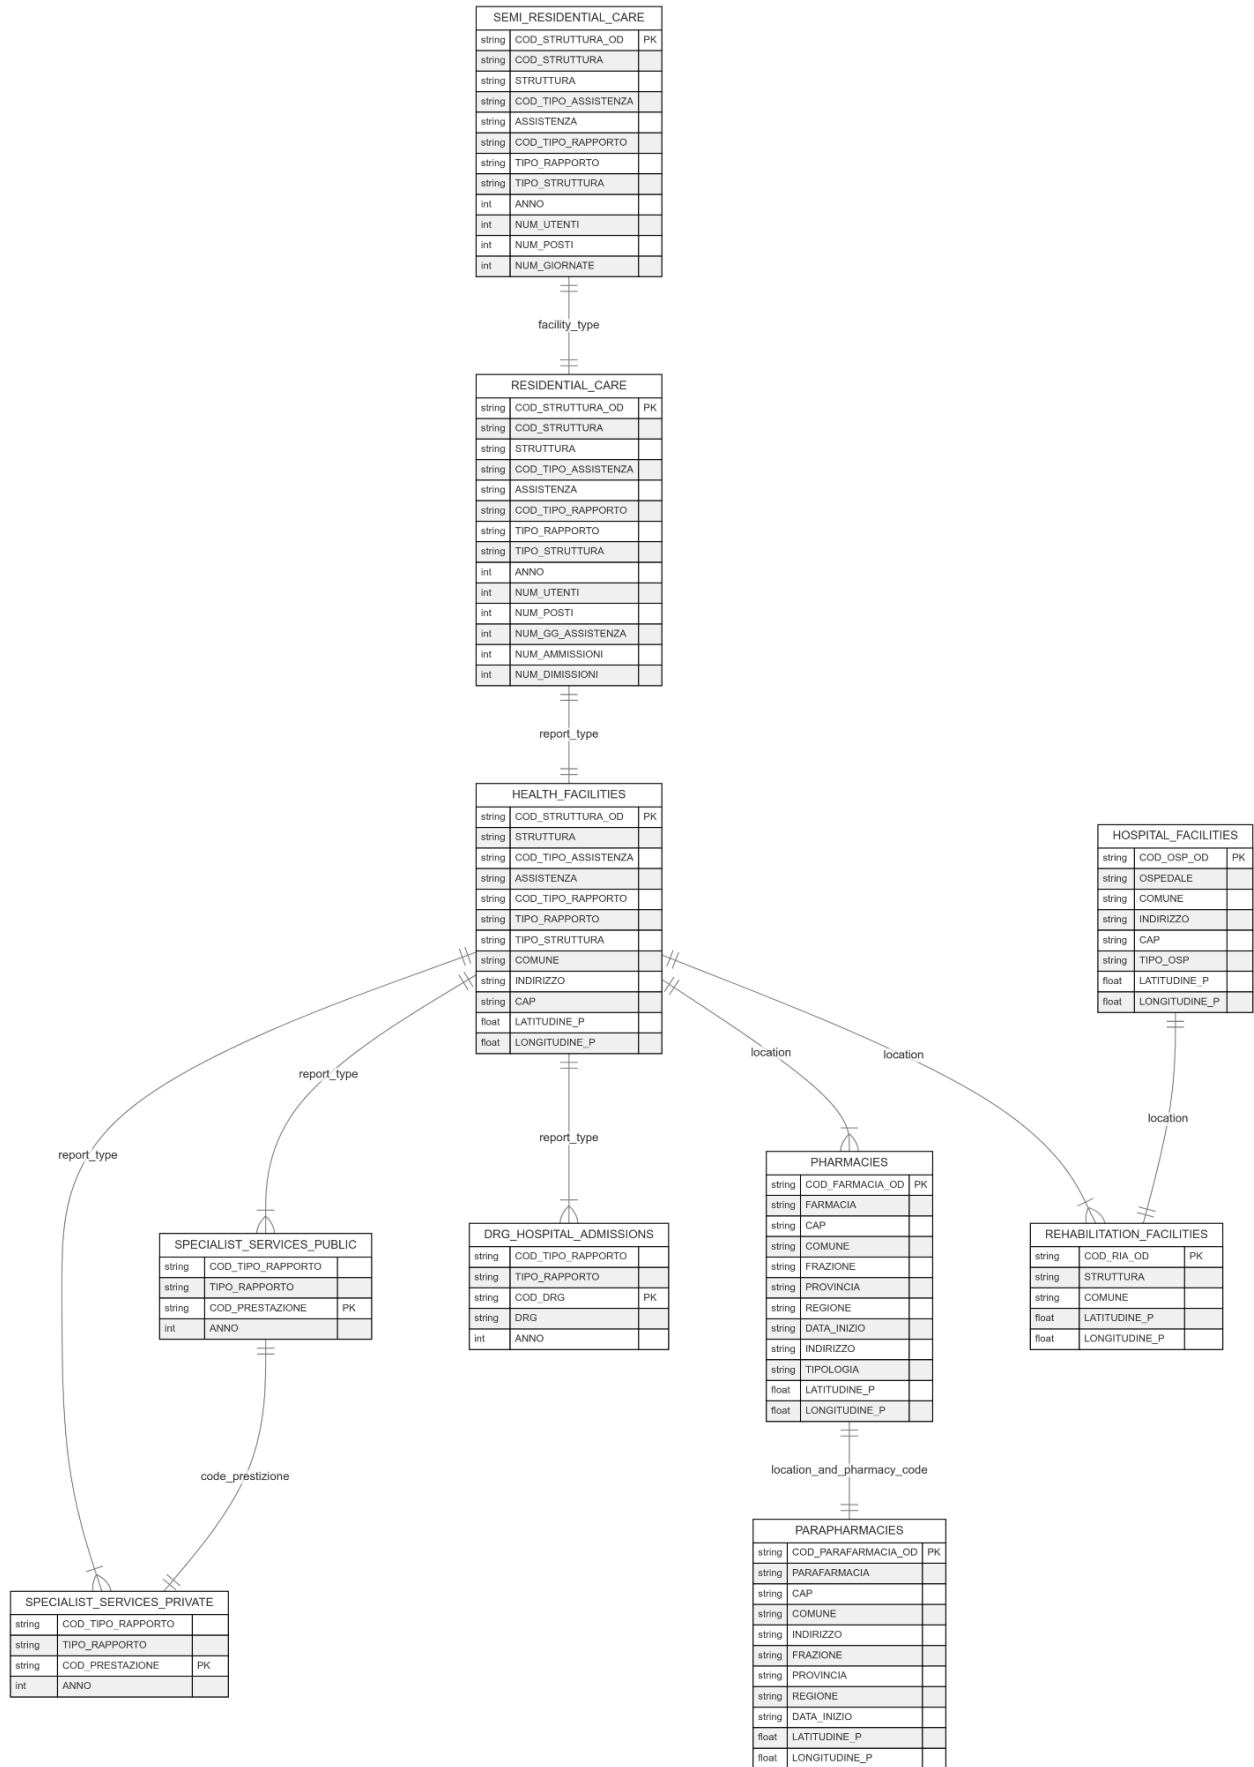 SEMI_RESIDENTIAL_CARE
string COD_STRUTTURA_OD PK
string COD_STRUTTURA
string STRUTTURA
string COD_TIPO_ASSISTENZA
string ASSISTENZA
string COD_TIPO_RAPPORTO
string TIPO_RAPPORTO
string TIPO_STRUTTURA
int ANNO
int NUM_UTENTI
int NUM_POSTI
int NUM_GIORNATE
facility_type
RESIDENTIAL_CARE
string COD_STRUTTURA_OD PK
string COD_STRUTTURA
string STRUTTURA
string COD_TIPO_ASSISTENZA
string ASSISTENZA
string COD_TIPO_RAPPORTO
string TIPO_RAPPORTO
string TIPO_STRUTTURA
int ANNO
int NUM_UTENTI
int NUM_POSTI
int NUM_GG_ASSISTENZA
int NUM_AMMISSIONI
int NUM_DIMISSIONI
report_type
HEALTH_FACILITIES
string COD_STRUTTURA_OD PK
string STRUTTURA
string COD_TIPO_ASSISTENZA
string ASSISTENZA
string COD_TIPO_RAPPORTO
string TIPO_RAPPORTO
string TIPO_STRUTTURA
string COMUNE
string INDIRIZZO
string CAP
float LATITUDINE_P
float LONGITUDINE_P
HOSPITAL_FACILITIES
string COD_OSP_OD PK
string OSPEDALE
string COMUNE
string INDIRIZZO
string CAP
string TIPO_OSP
float LATITUDINE_P
float LONGITUDINE_P
location
location
report_type
location
report_type
report_type
PHARMACIES
string COD_FARMACIA_OD PK
string FARMACIA
string CAP
string COMUNE
string FRAZIONE
string PROVINCIA
string REGIONE
string DATA_INIZIO
string INDIRIZZO
string TIPOLOGIA
float LATITUDINE_P
float LONGITUDINE_P
SPECIALIST_SERVICES_PUBLIC
string COD_TIPO_RAPPORTO
string TIPO_RAPPORTO
string COD_PRESTAZIONE PK
int ANNO
DRG_HOSPITAL_ADMISSIONS
string COD_TIPO_RAPPORTO
string TIPO_RAPPORTO
string COD_DRG PK
string DRG
int ANNO
REHABILITATION_FACILITIES
string COD_RIA_OD PK
string STRUTTURA
string COMUNE
float LATITUDINE_P
float LONGITUDINE_P
code_prestizione
location_and_pharmacy_code
PARAPHARMACIES
string COD_PARAFARMACIA_OD PK
string PARAFARMACIA
string CAP
string COMUNE
string INDIRIZZO
string FRAZIONE
string PROVINCIA
string REGIONE
string DATA_INIZIO
float LATITUDINE_P
float LONGITUDINE_P
SPECIALIST_SERVICES_PRIVATE
string COD_TIPO_RAPPORTO
string TIPO_RAPPORTO
string COD_PRESTAZIONE PK
int ANNO